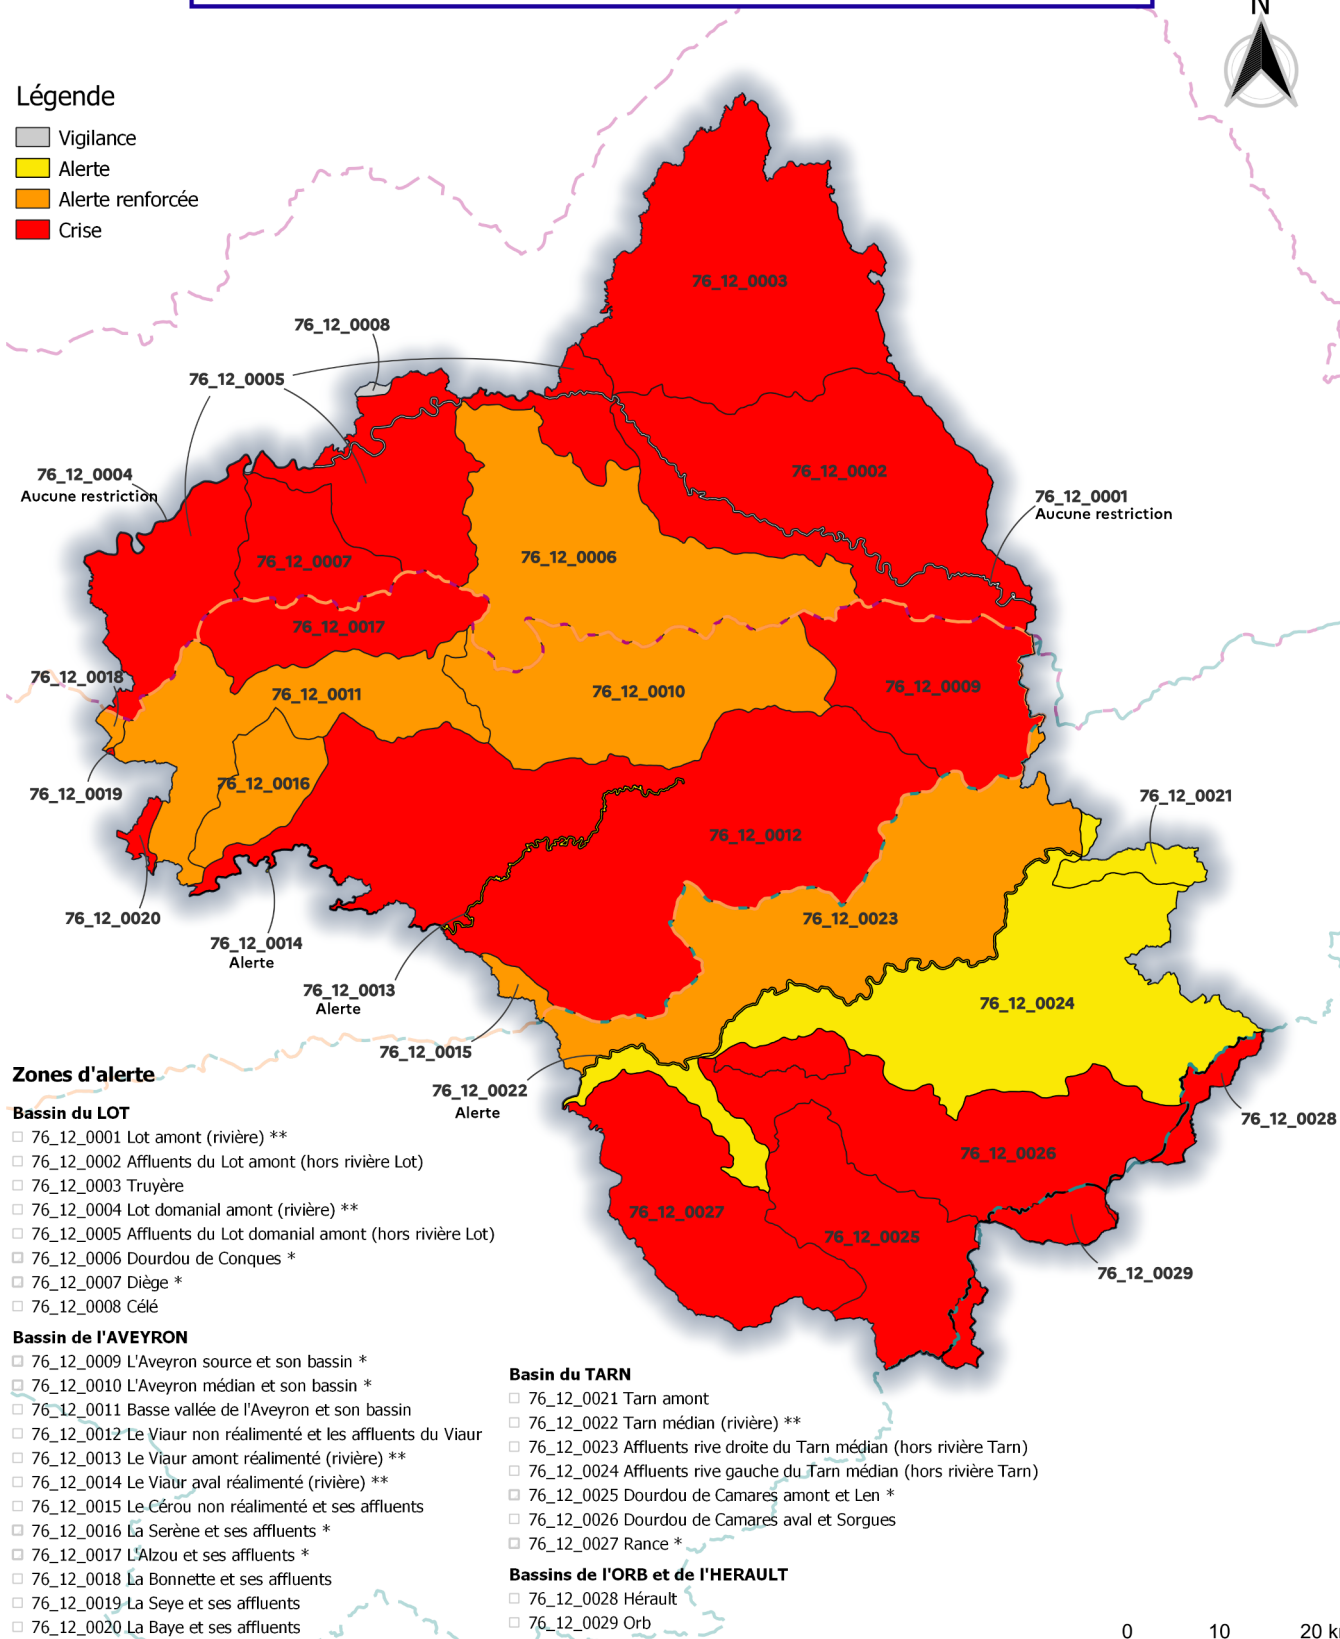 N
Légende
Vigilance
Alerte
Alerte renforcée
Crise
76_12_0003
76_12_0008
76_12_0005
76_12_0004
Aucune restriction
76_12_0002
76_12_0001
Aucune restriction
76_12_0006
76_12_0007
76_12_0017
76_12_0018
76_12_0011
76_12_0010
76_12_0009
76_12_0016
76_12_0019
76_12_0021
76_12_0012
76_12_0020
76_12_0023
76_12_0014
Alerte
76_12_0013
Alerte
76_12_0024
76_12_0015
76_12_0022
Alerte
76_12_0028
76_12_0026
76_12_0027
76_12_0025
76_12_0029
Zones d'alerte
Bassin du LOT
76_12_0001 Lot amont (rivière) **
76_12_0002 Affluents du Lot amont (hors rivière Lot)
76_12_0003 Truyère
76_12_0004 Lot domanial amont (rivière) **
76_12_0005 Affluents du Lot domanial amont (hors rivière Lot)
76_12_0006 Dourdou de Conques *
76_12_0007 Diège *
76_12_0008 Célé
Bassin de l'AVEYRON
76_12_0009 L'Aveyron source et son bassin *
76_12_0010 L'Aveyron médian et son bassin *
76_12_0011 Basse vallée de l'Aveyron et son bassin
76_12_0012 Le Viaur non réalimenté et les affluents du Viaur
76_12_0013 Le Viaur amont réalimenté (rivière) **
76_12_0014 Le Viaur aval réalimenté (rivière) **
76_12_0015 Le Cérou non réalimenté et ses affluents
76_12_0016 La Serène et ses affluents *
76_12_0017 L'Alzou et ses affluents *
76_12_0018 La Bonnette et ses affluents
76_12_0019 La Seye et ses affluents
76_12_0020 La Baye et ses affluents
Basin du TARN
76_12_0021 Tarn amont
76_12_0022 Tarn médian (rivière) **
76_12_0023 Affluents rive droite du Tarn médian (hors rivière Tarn)
76_12_0024 Affluents rive gauche du Tarn médian (hors rivière Tarn)
76_12_0025 Dourdou de Camares amont et Len *
76_12_0026 Dourdou de Camares aval et Sorgues
76_12_0027 Rance *
Bassins de l'ORB et de l'HERAULT
76_12_0028 Hérault
76_12_0029 Orb
0 10 20 k